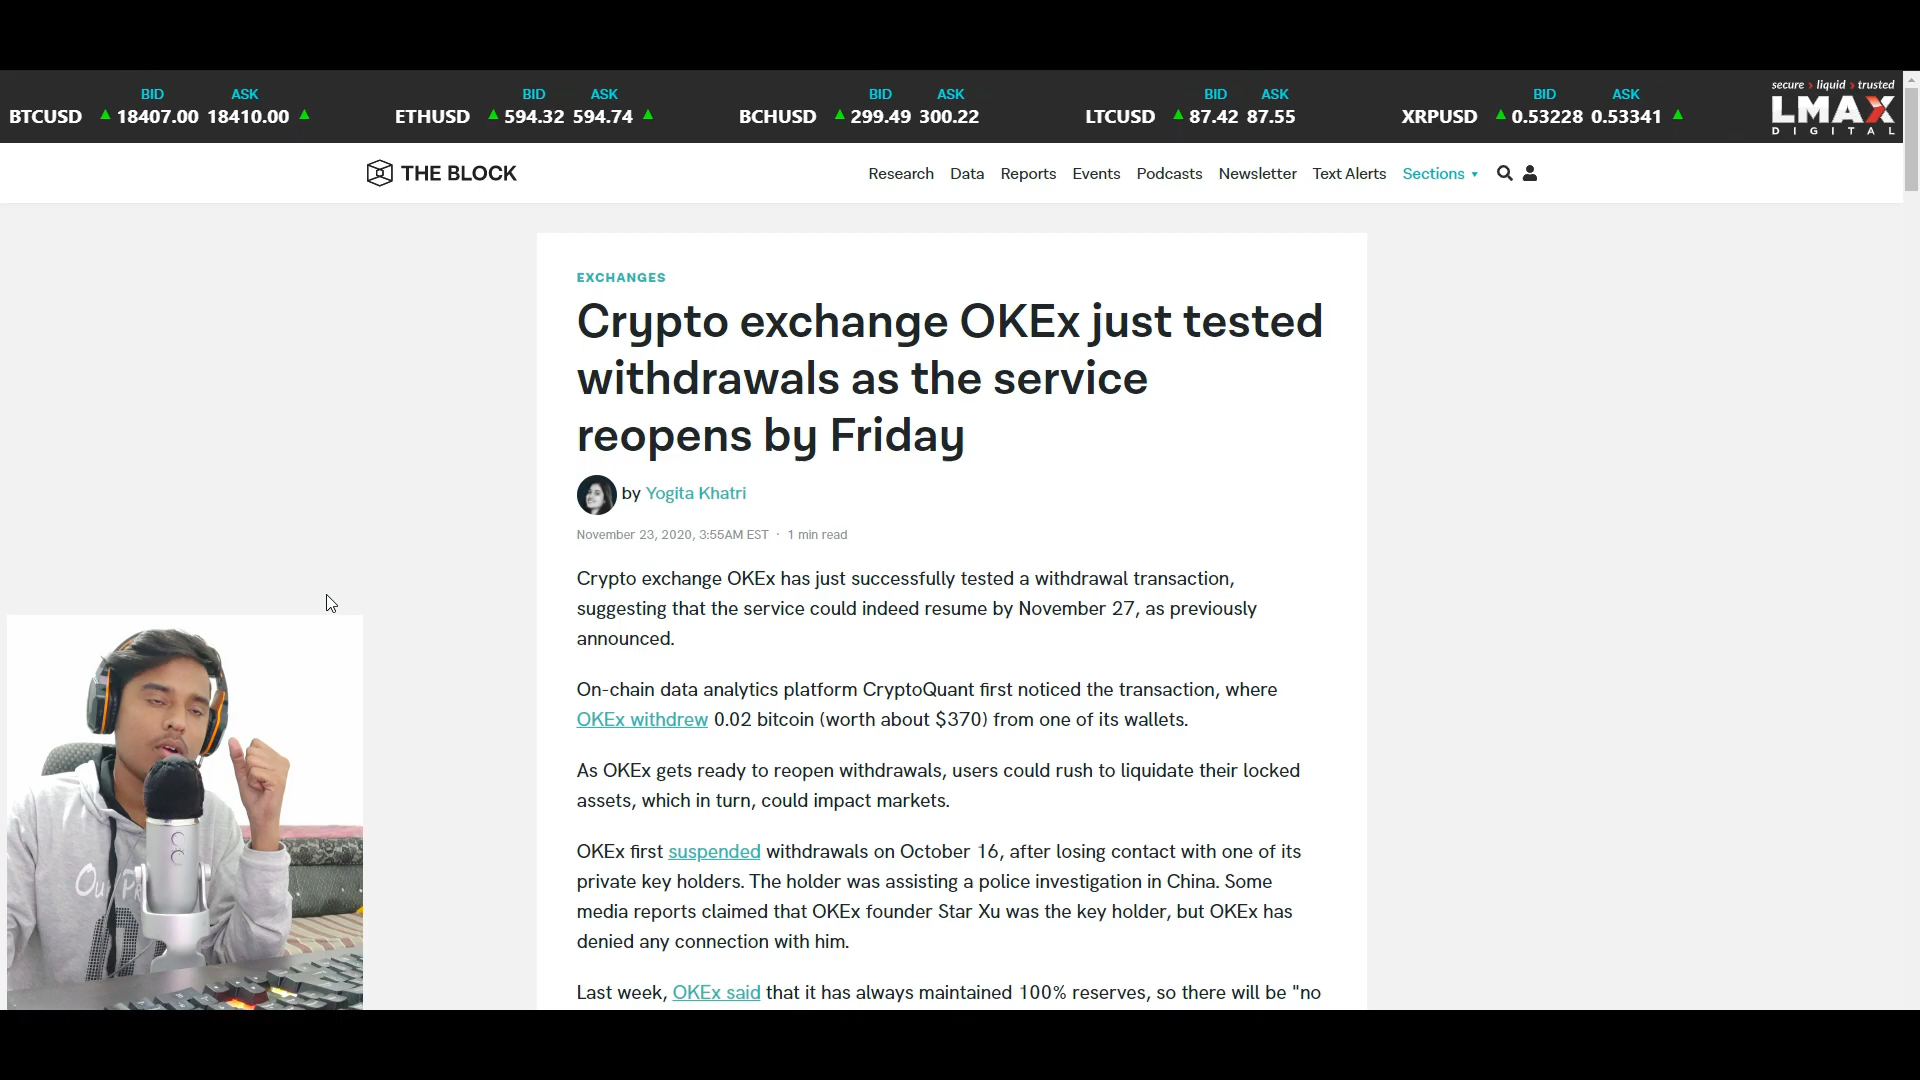 BID ASK
BTCUSD 18407.00 18410.00
BID ASK
ETHUSD 594.32 594.74
BID ASK
BCHUSD 299.49 300.22
BID ASK
LTCUSD 87.42 87.55
BID ASK
XRPUSD 0.53228 0.53341
secure › liquid › trusted
LMAX
DIGITAL
THE BLOCK
Research Data Reports Events Podcasts Newsletter Text Alerts Sections
EXCHANGES
Crypto exchange OKEx just tested
withdrawals as the service
reopens by Friday
by Yogita Khatri
November 23, 2020, 3:55AM EST · 1 min read
Crypto exchange OKEx has just successfully tested a withdrawal transaction,
suggesting that the service could indeed resume by November 27, as previously
announced.
On-chain data analytics platform CryptoQuant first noticed the transaction, where
OKEx withdrew 0.02 bitcoin (worth about $370) from one of its wallets.
As OKEx gets ready to reopen withdrawals, users could rush to liquidate their locked
assets, which in turn, could impact markets.
OKEx first suspended withdrawals on October 16, after losing contact with one of its
private key holders. The holder was assisting a police investigation in China. Some
media reports claimed that OKEx founder Star Xu was the key holder, but OKEx has
denied any connection with him.
Last week, OKEx said that it has always maintained 100% reserves, so there will be "no